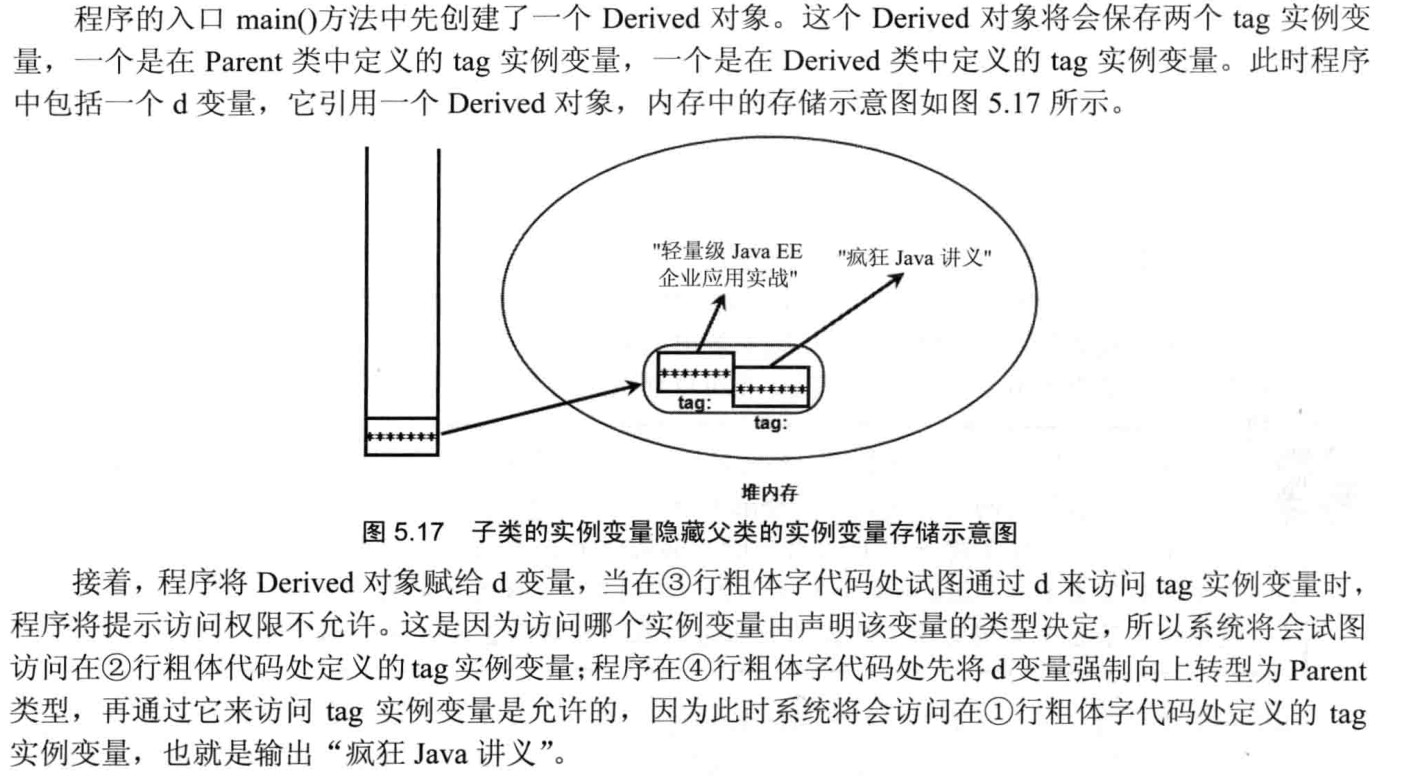 程序的入口 main()方法中先创建了一个 Derived 对象。这个 Derived 对象将会保存两个 tag 实例变
量，一个是在 Parent 类中定义的 tag 实例变量，一个是在 Derived 类中定义的 tag 实例变量。此时程序
中包括一个 d 变量，它引用一个 Derived 对象，内存中的存储示意图如图 5.17 所示。
"轻量级 Java EE
企业应用实战"
"疯狂 Java 讲义"
*******
*******
tag:
tag:
*******
堆内存
图 5.17 子类的实例变量隐藏父类的实例变量存储示意图
接着，程序将 Derived 对象赋给 d 变量，当在③行粗体字代码处试图通过 d 来访问 tag 实例变量时，
程序将提示访问权限不允许。这是因为访问哪个实例变量由声明该变量的类型决定，所以系统将会试图
访问在②行粗体代码处定义的 tag 实例变量；程序在④行粗体字代码处先将 d 变量强制向上转型为 Parent
类型，再通过它来访问 tag 实例变量是允许的，因为此时系统将会访问在①行粗体字代码处定义的 tag
实例变量，也就是输出“疯狂 Java 讲义”。